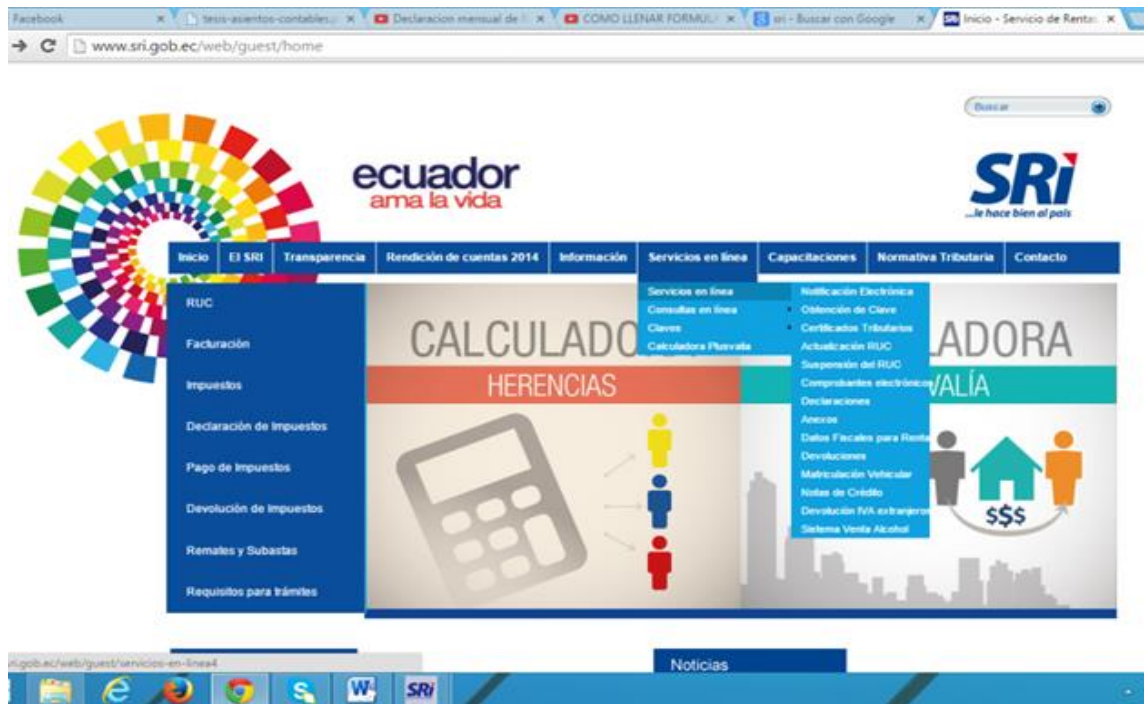 Facebook
tesis-asientos-contables
Declaracion mensual de
COMO LLENAR FORMUL
sri - Buscar con Google
Inicio - Servicio de Rentas
www.sri.gob.ec/web/guest/home
Buscar
ecuador
ama la vida
SRi
...le hace bien al país
Inicio El SRI Transparencia Rendición de cuentas 2014 Información Servicios en línea Capacitaciones Normativa Tributaria Contacto
RUC
Facturación
Impuestos
Declaración de Impuestos
Pago de Impuestos
Devolución de Impuestos
Remates y Subastas
Requisitos para trámites
Servicios en línea
Consultas en línea
Claves
Calculadora Plusvalía
Notificación Electrónica
Obtención de Clave
Certificados Tributarios
Actualización RUC
Suspensión del RUC
Comprobantes electrónicos
Declaraciones
Anexos
Datos Fiscales para Renta
Devoluciones
Matriculación Vehicular
Notas de Crédito
Devolución IVA extranjeros
Sistema Venta Alcohol
CALCULADO
HERENCIAS
LADORA
VALÍA
$$$
Noticias
sri.gob.ec/web/guest/servicios-en-linea4
SRi